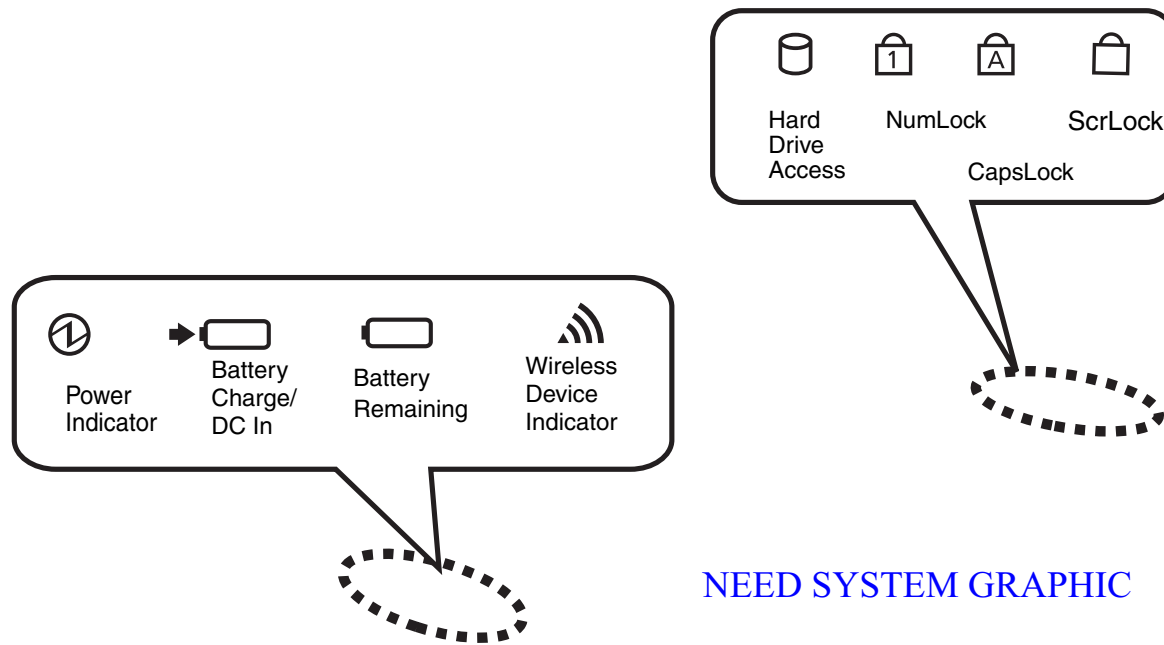 1
A
Hard
Drive
Access
NumLock
CapsLock
ScrLock
Power
Indicator
Battery
Charge/
DC In
Battery
Remaining
Wireless
Device
Indicator
NEED SYSTEM GRAPHIC